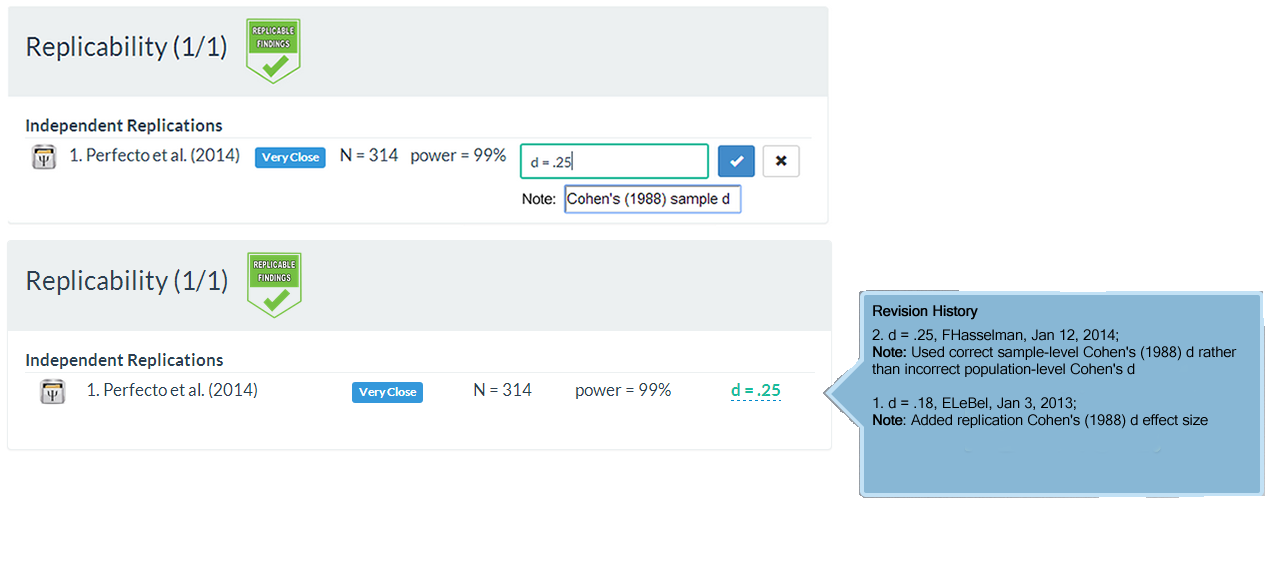 Replicability (1/1)
REPLICABLE
FINDINGS
Independent Replications
Ψ 1. Perfecto et al. (2014) Very Close N = 314 power = 99% d = .25
Note: Cohen's (1988) sample d
Replicability (1/1)
REPLICABLE
FINDINGS
Independent Replications
Ψ 1. Perfecto et al. (2014) Very Close N = 314 power = 99% d = .25
Revision History
2. d = .25, FHasselman, Jan 12, 2014;
Note: Used correct sample-level Cohen's (1988) d rather
than incorrect population-level Cohen's d
1. d = .18, ELeBel, Jan 3, 2013;
Note: Added replication Cohen's (1988) d effect size